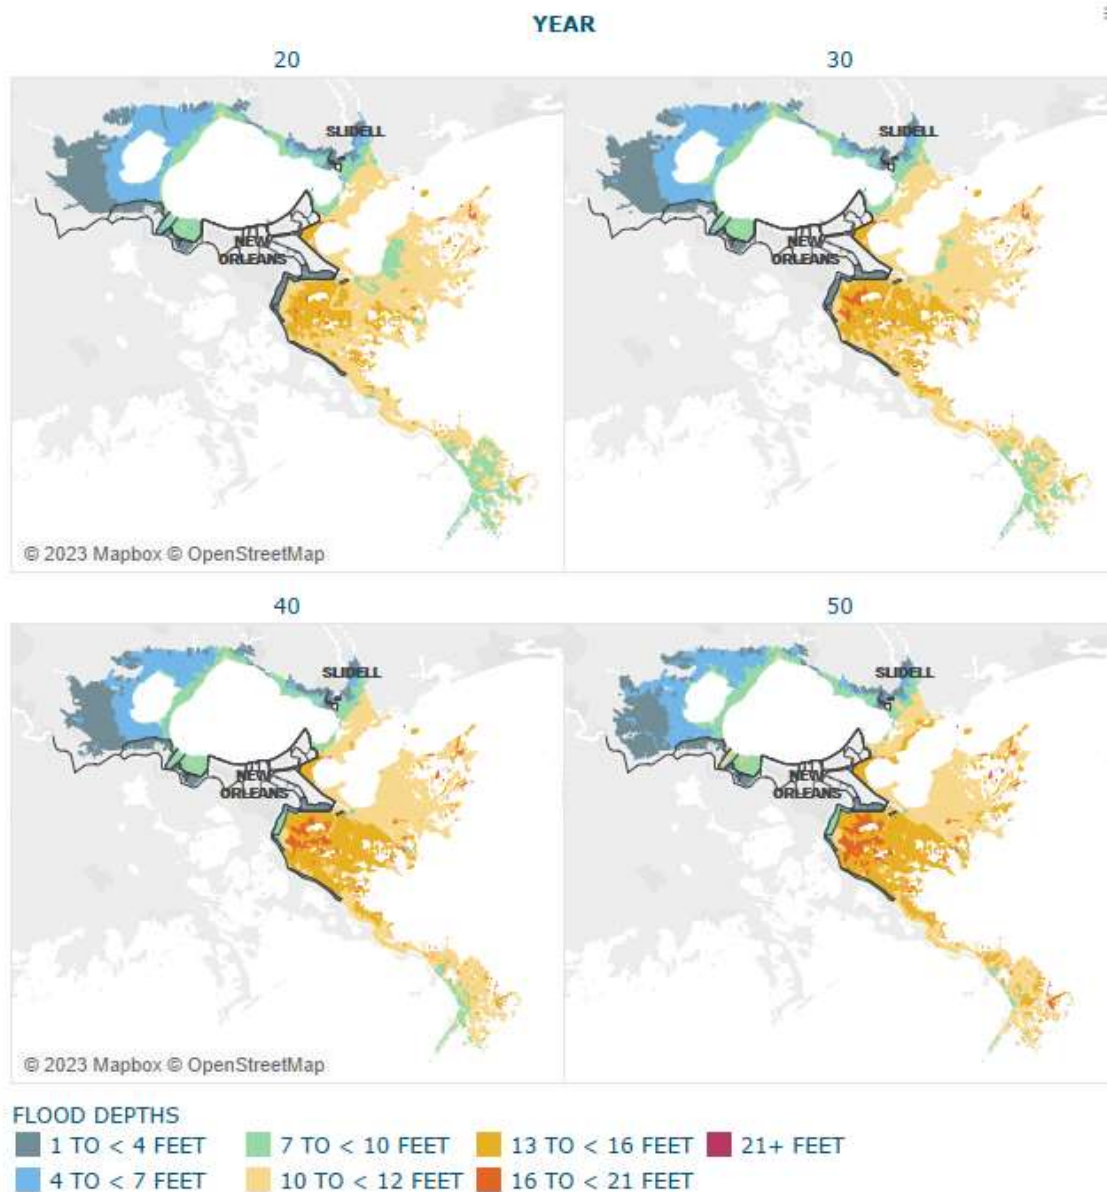 YEAR
20
30
SLIDELL
SLIDELL
NEW
ORLEANS
NEW
ORLEANS
© 2023 Mapbox © OpenStreetMap
40
50
SLIDELL
SLIDELL
NEW
ORLEANS
NEW
ORLEANS
© 2023 Mapbox © OpenStreetMap
FLOOD DEPTHS
1 TO < 4 FEET
7 TO < 10 FEET
13 TO < 16 FEET
21+ FEET
4 TO < 7 FEET
10 TO < 12 FEET
16 TO < 21 FEET